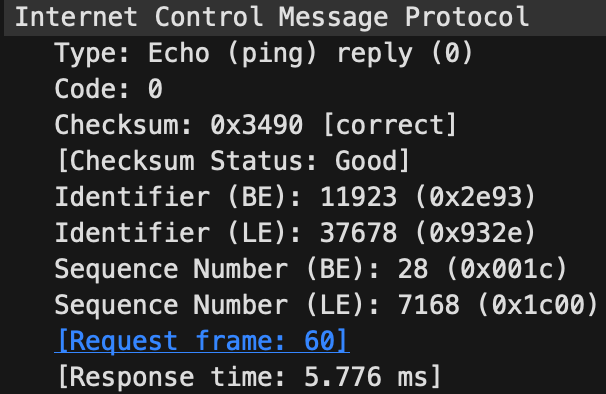 Internet Control Message Protocol
Type: Echo (ping) reply (0)
Code: 0
Checksum: 0x3490 [correct]
[Checksum Status: Good]
Identifier (BE): 11923 (0x2e93)
Identifier (LE): 37678 (0x932e)
Sequence Number (BE): 28 (0x001c)
Sequence Number (LE): 7168 (0x1c00)
[Request frame: 60]
[Response time: 5.776 ms]